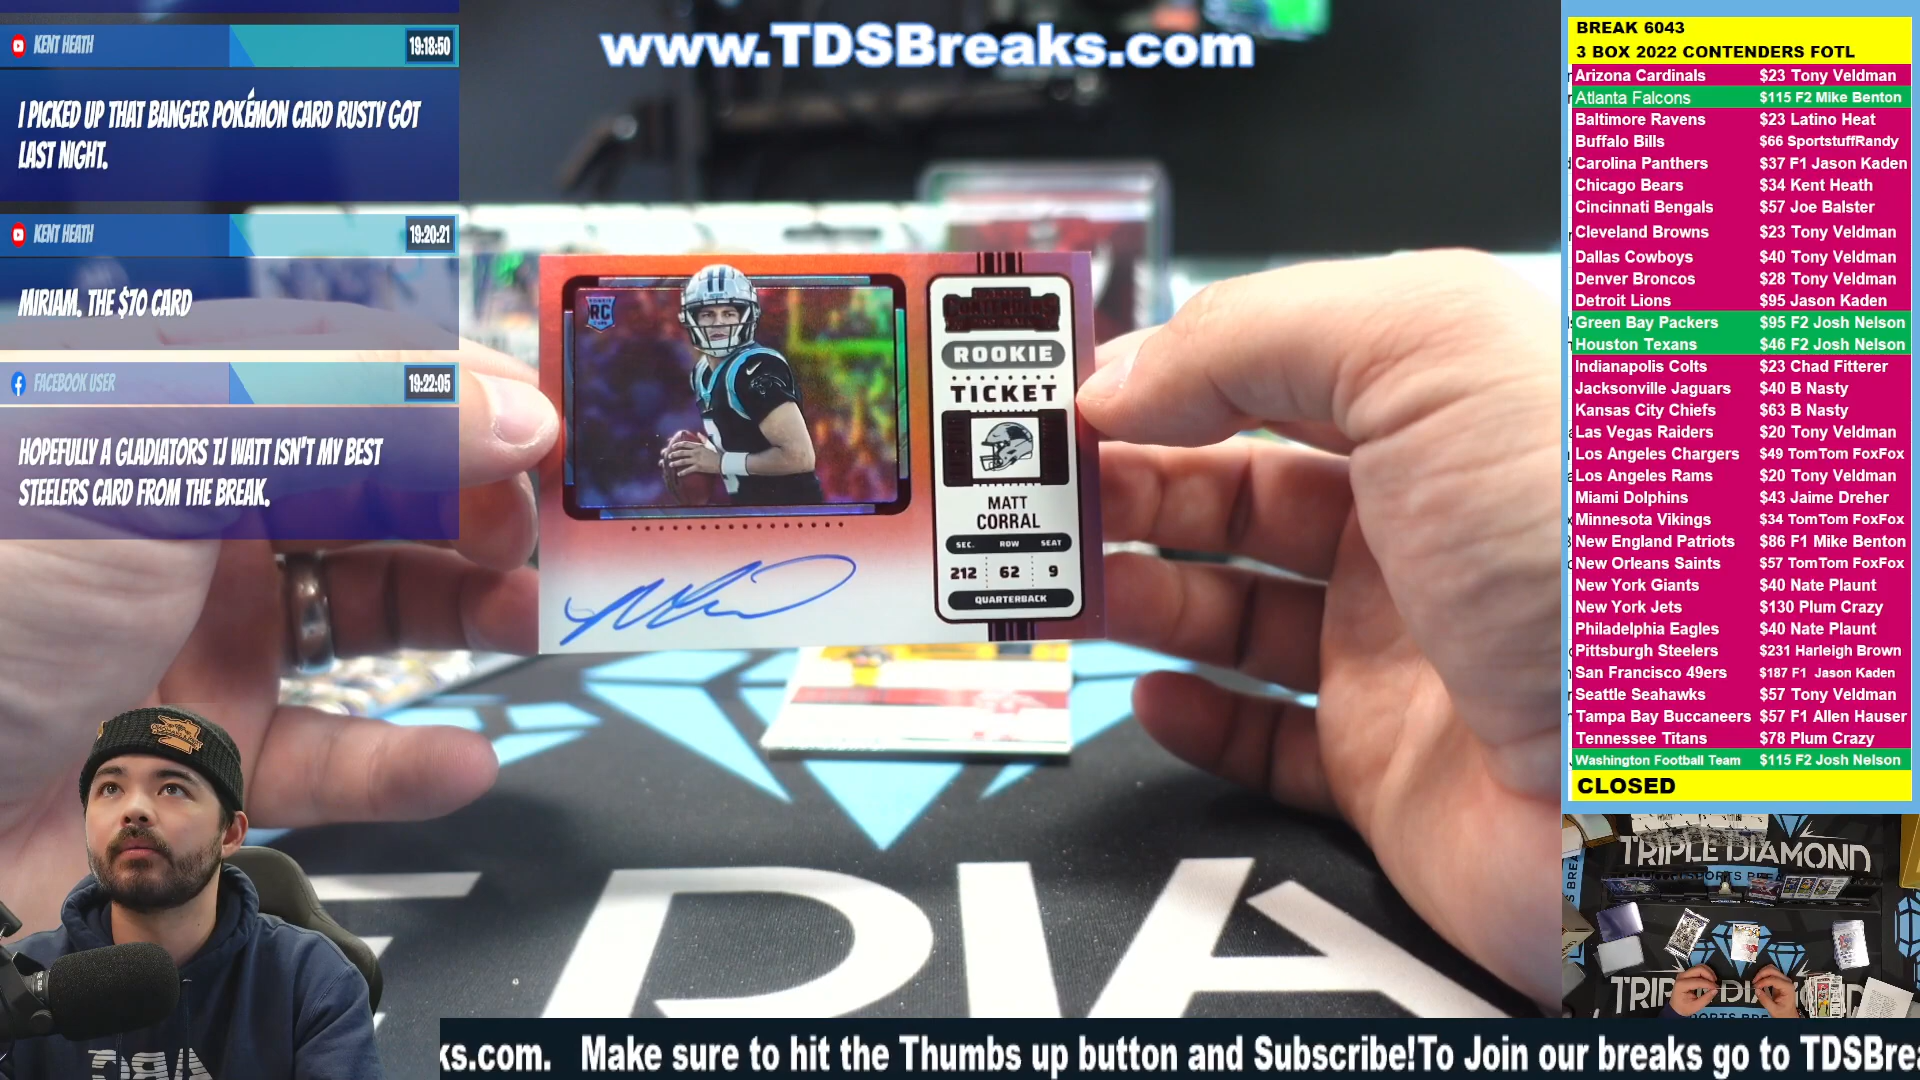 www.TDSBreaks.com
KENT HEATH 19:18:50
I PICKED UP THAT BANGER POKÉMON CARD RUSTY GOT
LAST NIGHT.
KENT HEATH 19:20:21
MIRIAM. THE $70 CARD
FACEBOOK USER 19:22:05
HOPEFULLY A GLADIATORS TJ WATT ISN'T MY BEST
STEELERS CARD FROM THE BREAK.
ROOKIE
RC
CONTENDERS
ROOKIE
TICKET
MATT
CORRAL
SEC. ROW SEAT
212 62 9
QUARTERBACK
BREAK 6043
3 BOX 2022 CONTENDERS FOTL
Arizona Cardinals $23 Tony Veldman
Atlanta Falcons $115 F2 Mike Benton
Baltimore Ravens $23 Latino Heat
Buffalo Bills $66 SportstuffRandy
Carolina Panthers $37 F1 Jason Kaden
Chicago Bears $34 Kent Heath
Cincinnati Bengals $57 Joe Balster
Cleveland Browns $23 Tony Veldman
Dallas Cowboys $40 Tony Veldman
Denver Broncos $28 Tony Veldman
Detroit Lions $95 Jason Kaden
Green Bay Packers $95 F2 Josh Nelson
Houston Texans $46 F2 Josh Nelson
Indianapolis Colts $23 Chad Fitterer
Jacksonville Jaguars $40 B Nasty
Kansas City Chiefs $63 B Nasty
Las Vegas Raiders $20 Tony Veldman
Los Angeles Chargers $49 TomTom FoxFox
Los Angeles Rams $20 Tony Veldman
Miami Dolphins $43 Jaime Dreher
Minnesota Vikings $34 TomTom FoxFox
New England Patriots $86 F1 Mike Benton
New Orleans Saints $57 TomTom FoxFox
New York Giants $40 Nate Plaunt
New York Jets $130 Plum Crazy
Philadelphia Eagles $40 Nate Plaunt
Pittsburgh Steelers $231 Harleigh Brown
San Francisco 49ers $187 F1 Jason Kaden
Seattle Seahawks $57 Tony Veldman
Tampa Bay Buccaneers $57 F1 Allen Hauser
Tennessee Titans $78 Plum Crazy
Washington Football Team $115 F2 Josh Nelson
CLOSED
TRIPLE DIAMOND
E DIA
ks.com. Make sure to hit the Thumbs up button and Subscribe!To Join our breaks go to TDSBrea